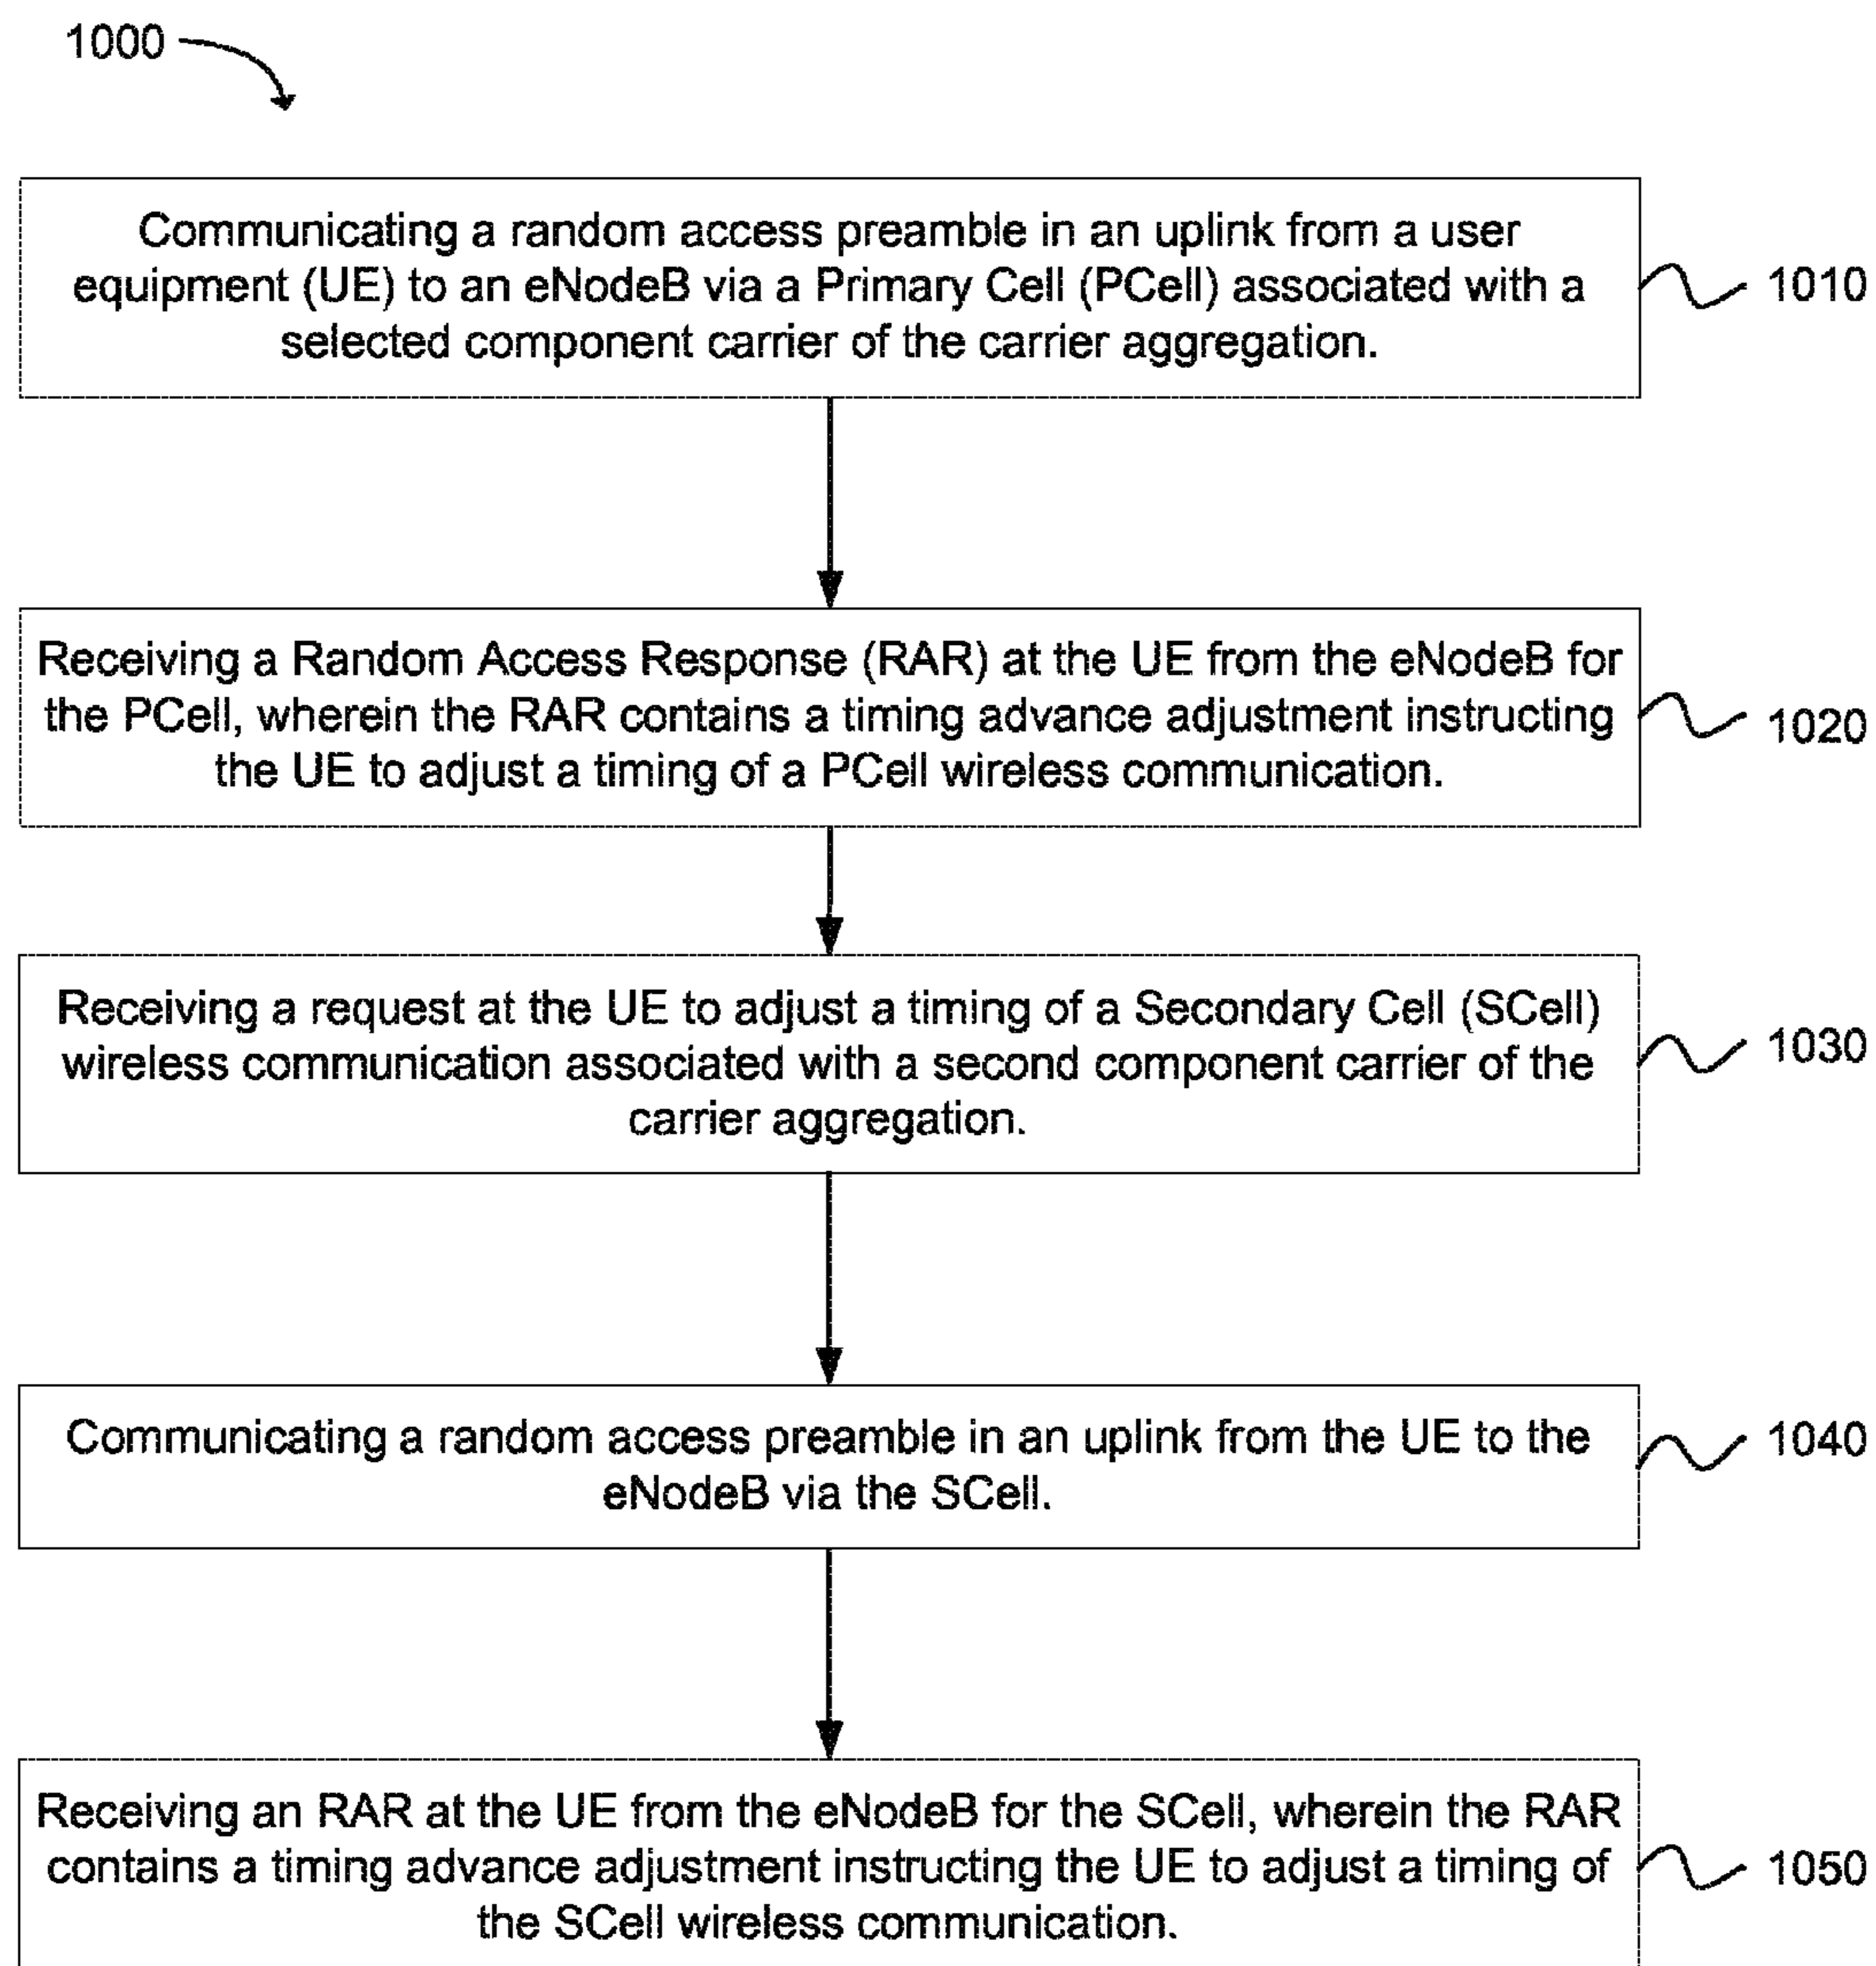 1000
Communicating a random access preamble in an uplink from a user
equipment (UE) to an eNodeB via a Primary Cell (PCell) associated with a
selected component carrier of the carrier aggregation.
1010
Receiving a Random Access Response (RAR) at the UE from the eNodeB for
the PCell, wherein the RAR contains a timing advance adjustment instructing
the UE to adjust a timing of a PCell wireless communication.
1020
Receiving a request at the UE to adjust a timing of a Secondary Cell (SCell)
wireless communication associated with a second component carrier of the
carrier aggregation.
1030
Communicating a random access preamble in an uplink from the UE to the
eNodeB via the SCell.
1040
Receiving an RAR at the UE from the eNodeB for the SCell, wherein the RAR
contains a timing advance adjustment instructing the UE to adjust a timing of
the SCell wireless communication.
1050